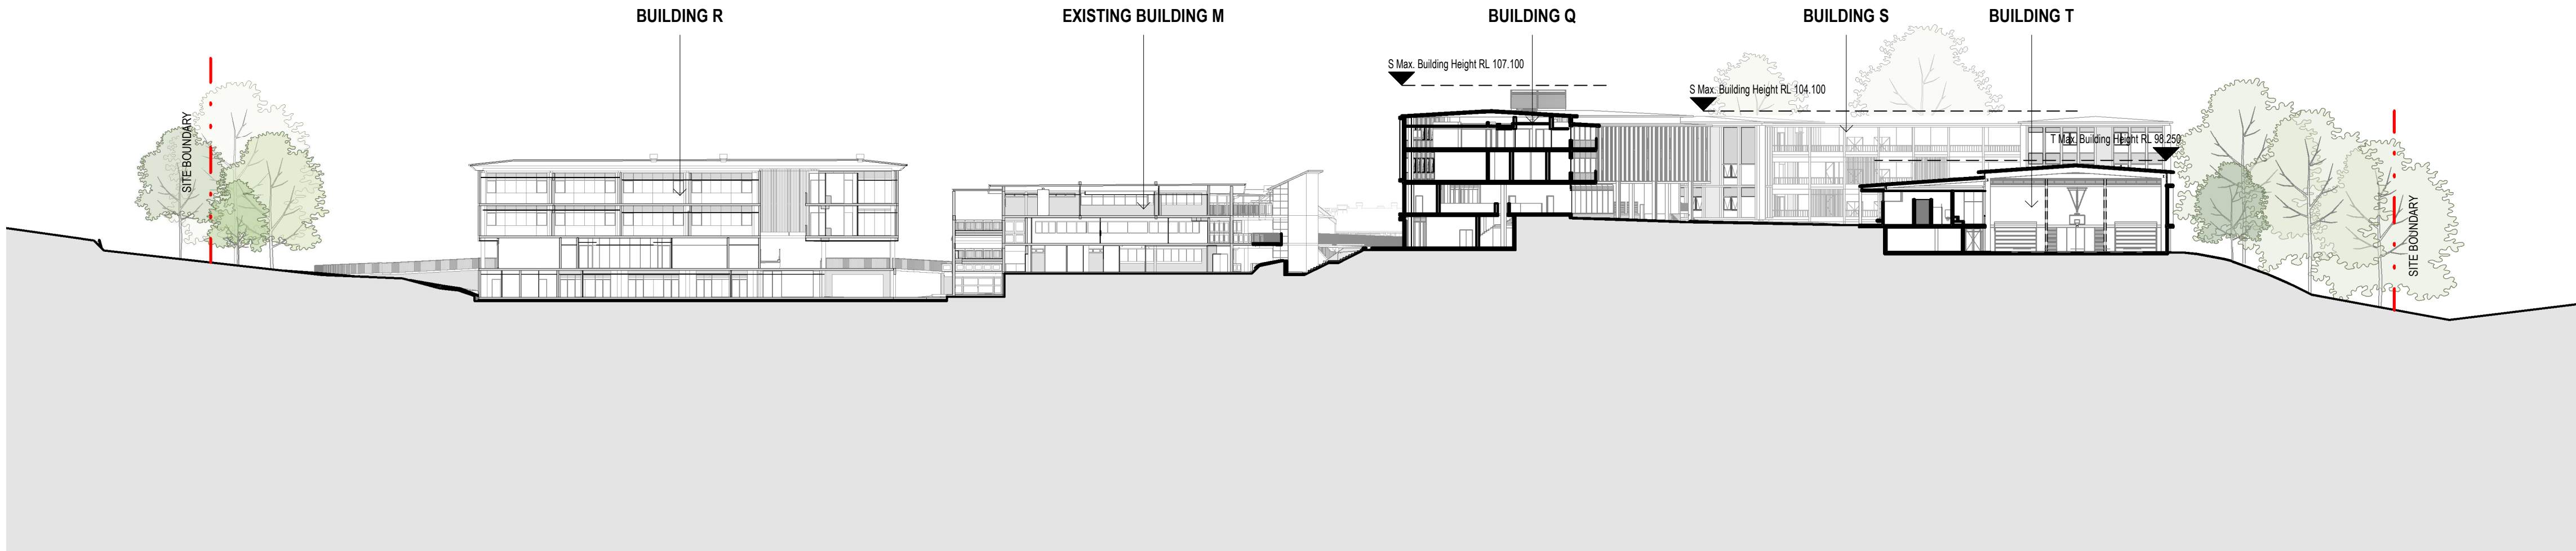 BUILDING R
EXISTING BUILDING M
BUILDING Q
BUILDING S
BUILDING T
S Max. Building Height RL 107.100
S Max. Building Height RL 104.100
T Max. Building Height RL 98.250
SITE BOUNDARY
SITE BOUNDARY